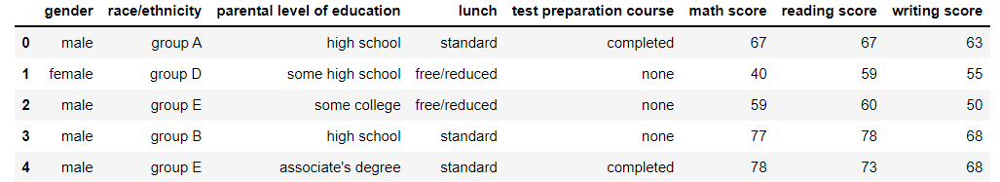 gender race/ethnicity parental level of education lunch test preparation course math score reading score writing score
0 male group A high school standard completed 67 67 63
1 female group D some high school free/reduced none 40 59 55
2 male group E some college free/reduced none 59 60 50
3 male group B high school standard none 77 78 68
4 male group E associate's degree standard completed 78 73 68